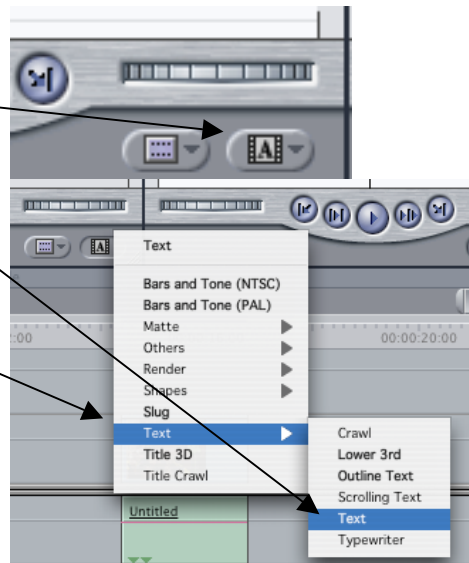 A
A
Text
Bars and Tone (NTSC)
Bars and Tone (PAL)
Matte
Others
Render
Shapes
Slug
Text
Title 3D
Title Crawl
:00
00:00:20:00
Crawl
Lower 3rd
Outline Text
Scrolling Text
Text
Typewriter
Untitled